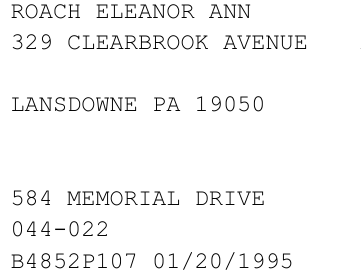 ROACH ELEANOR ANN
329 CLEARBROOK AVENUE
LANSDOWNE PA 19050
584 MEMORIAL DRIVE
044-022
B4852P107 01/20/1995